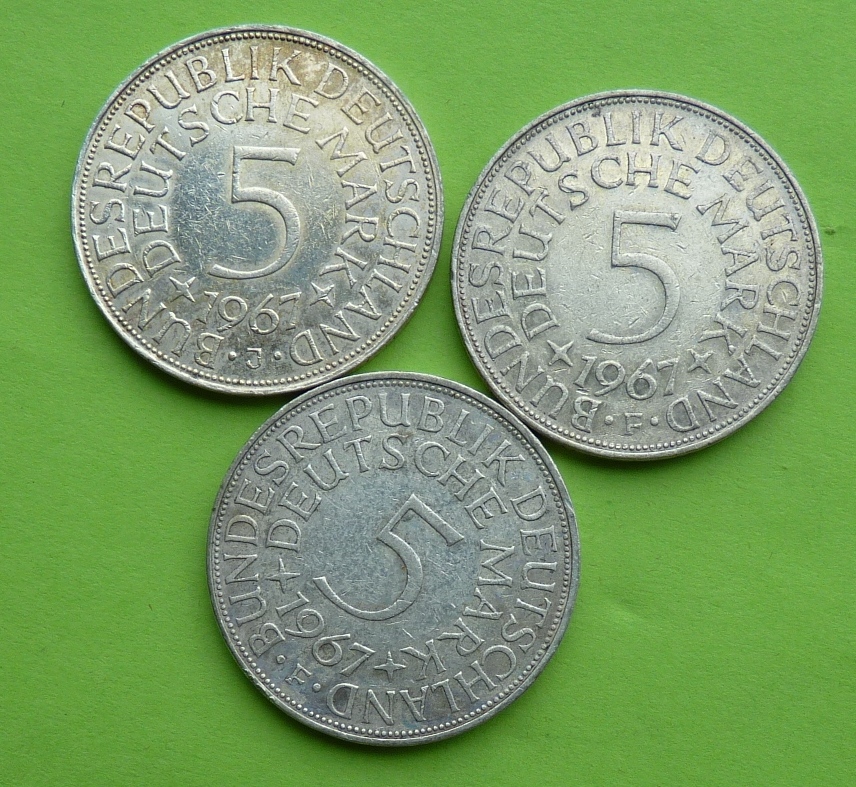 BUNDESREPUBLIK DEUTSCHLAND
DEUTSCHE MARK
5
1967
J
BUNDESREPUBLIK DEUTSCHLAND
DEUTSCHE MARK
5
1967
F
BUNDESREPUBLIK DEUTSCHLAND
DEUTSCHE MARK
5
1967
F